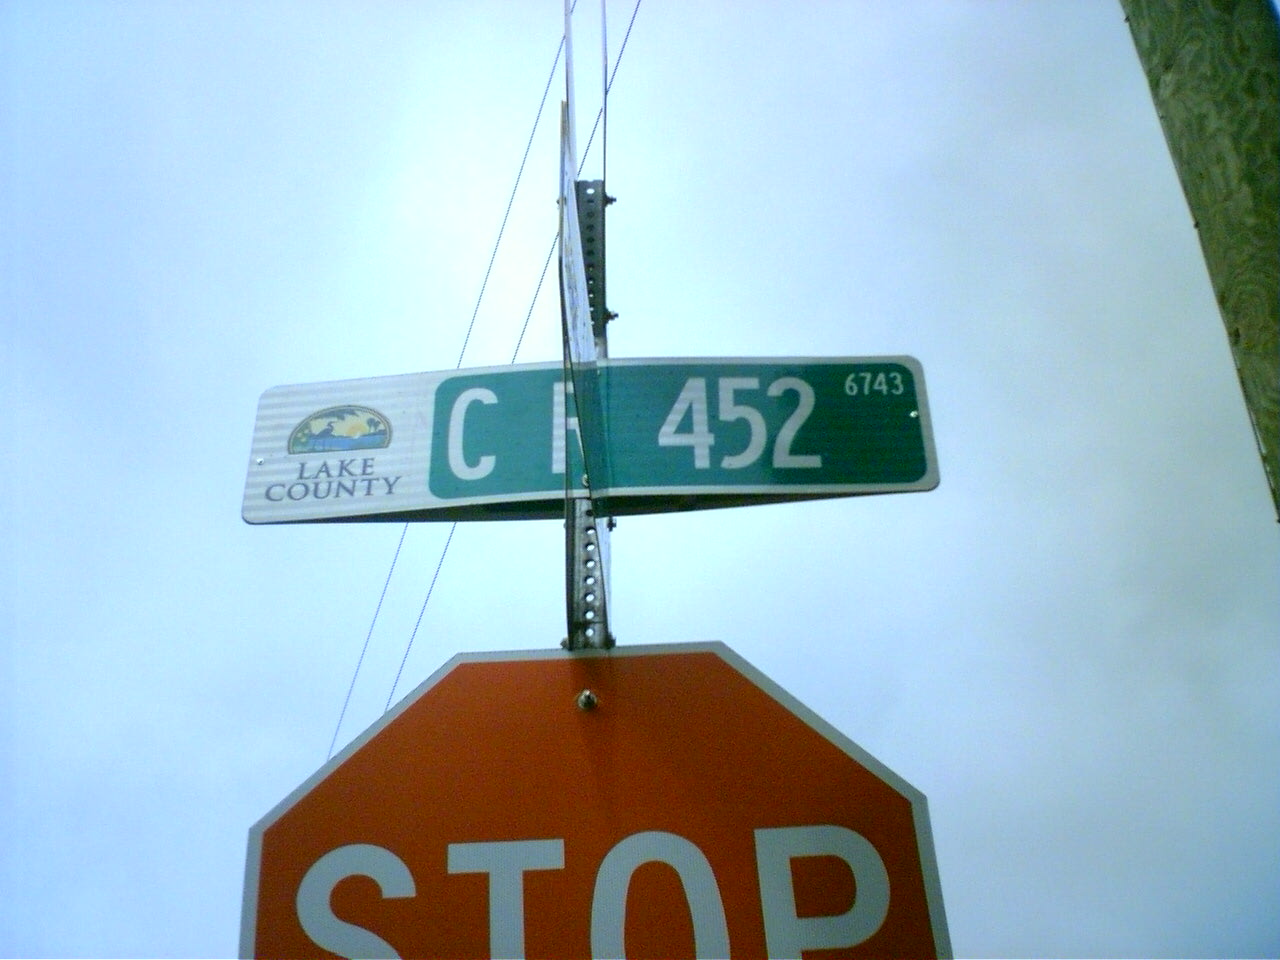 LAKE
COUNTY
C R 452
6743
STOP